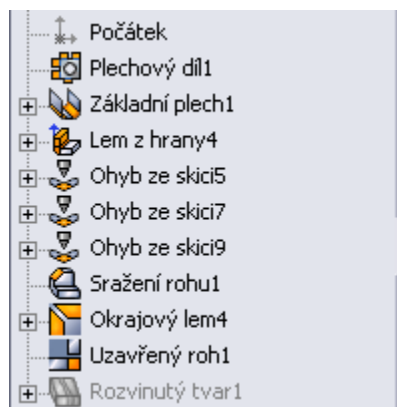 Počátek
Plechový díl1
Základní plech1
Lem z hrany4
Ohyb ze skici5
Ohyb ze skici7
Ohyb ze skici9
Sražení rohu1
Okrajový lem4
Uzavřený roh1
Rozvinutý tvar1